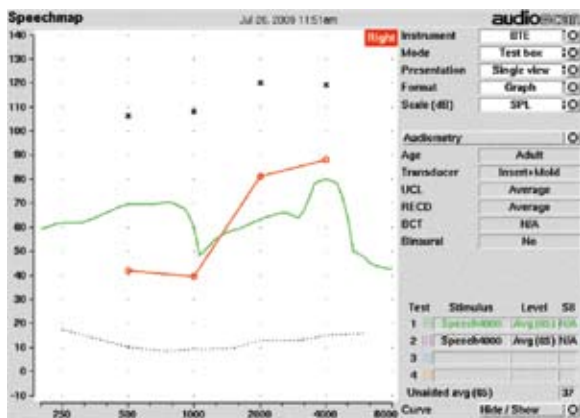 Speechmap Jul 20, 2009 11:51am audioscan
Right
140
130
120
110
100
90
80
70
60
50
40
30
20
10
0
-10
250 500 1000 2000 4000 8000
Instrument BTE
Mode Test box
Presentation Single view
Format Graph
Scale (dB) SPL
Audiometry
Age Adult
Transducer Insert+Mold
UCL Average
RECD Average
BCT N/A
Binaural No
Test Stimulus Level SII
1 Speech4000 Avg (65) N/A
2 Speech4000 Avg (65) N/A
3
4
Unaided avg (65) 37
Curve Hide / Show